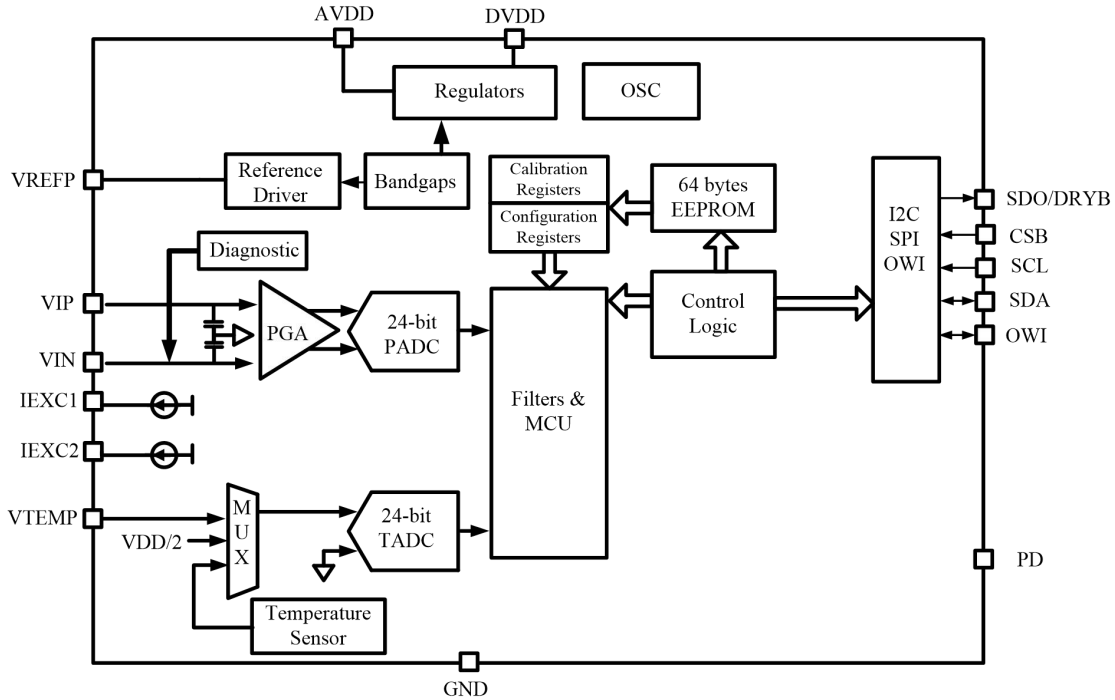 AVDD
DVDD
Regulators
OSC
VREFP
Reference
Driver
Bandgaps
Calibration
Registers
Configuration
Registers
64 bytes
EEPROM
I2C
SPI
OWI
SDO/DRYB
CSB
SCL
SDA
OWI
Diagnostic
VIP
VIN
PGA
24-bit
PADC
Control
Logic
IEXC1
IEXC2
Filters &
MCU
VTEMP
VDD/2
M
U
X
24-bit
TADC
Temperature
Sensor
PD
GND